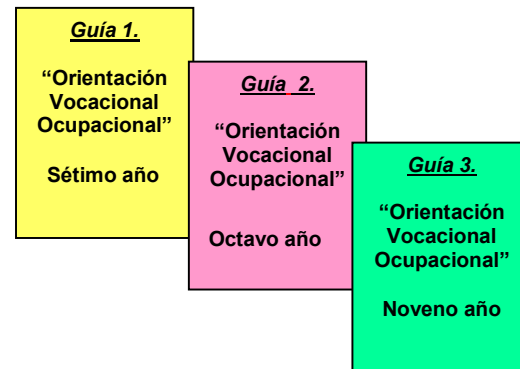 Guía 1.
“Orientación
Vocacional
Ocupacional”
Sétimo año
Guía 2.
“Orientación
Vocacional
Ocupacional”
Octavo año
Guía 3.
“Orientación
Vocacional
Ocupacional”
Noveno año